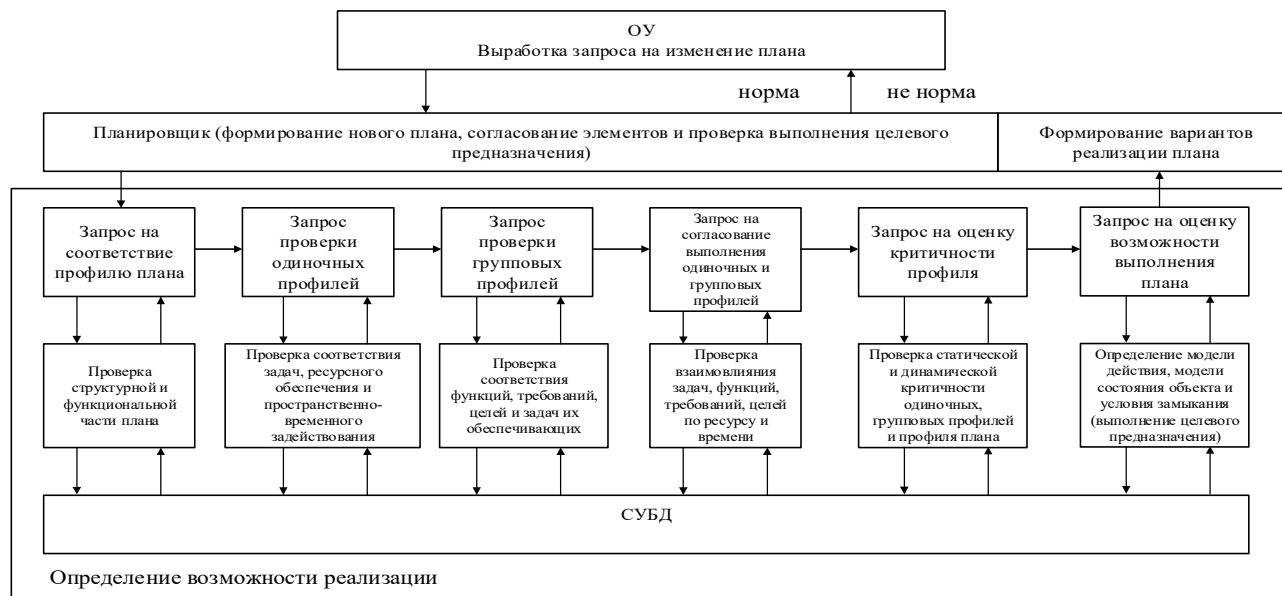 ОУ
Выработка запроса на изменение плана
норма
не норма
Планировщик (формирование нового плана, согласование элементов и проверка выполнения целевого
предназначения)
Формирование вариантов
реализации плана
Запрос на
соответствие
профилю плана
Запрос
проверки
одиночных
профилей
Запрос
проверки
групповых
профилей
Запрос на
согласование
выполнения
одиночных и
групповых
профилей
Запрос на оценку
критичности
профиля
Запрос на оценку
возможности
выполнения
плана
Проверка
структурной и
функциональной
части плана
Проверка соответствия
задач, ресурсного
обеспечения и
пространственно-
временного
задействования
Проверка
соответствия
функций, требований,
целей и задач их
обеспечивающих
Проверка
взаимовлияния
задач, функций,
требований, целей
по ресурсу и
времени
Проверка статической
и динамической
критичности
одиночных,
групповых профилей
и профиля плана
Определение модели
действия, модели
состояния объекта и
условия замыкания
(выполнение целевого
предназначения)
СУБД
Определение возможности реализации